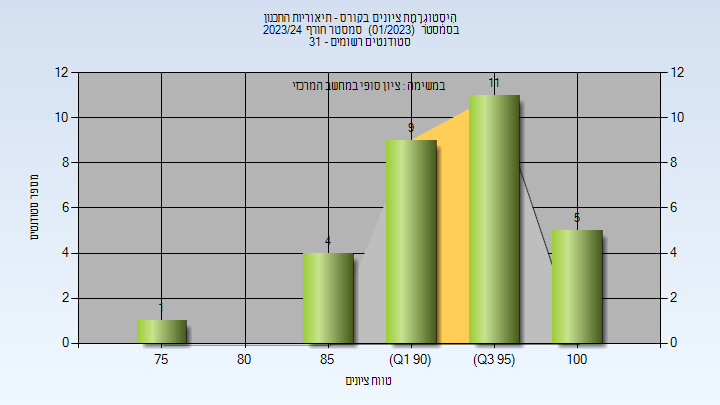 היסטוגרמת ציונים בקורס - תיאוריות התכנון
בסמסטר (01/2023) סמסטר חורף 2023/24
סטודנטים רשומים - 31
במשימה : ציון סופי במחשב המרכזי
12
10
8
6
4
2
0
12
10
8
6
4
2
0
מספר סטודנטים
1
4
9
11
5
75
80
85
(Q1 90)
(Q3 95)
100
טווח ציונים